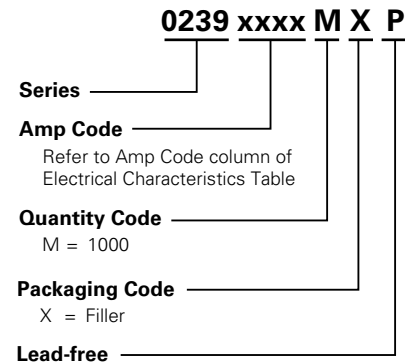 0239 xxxx M X P
Series
Amp Code
Refer to Amp Code column of
Electrical Characteristics Table
Quantity Code
M = 1000
Packaging Code
X = Filler
Lead-free